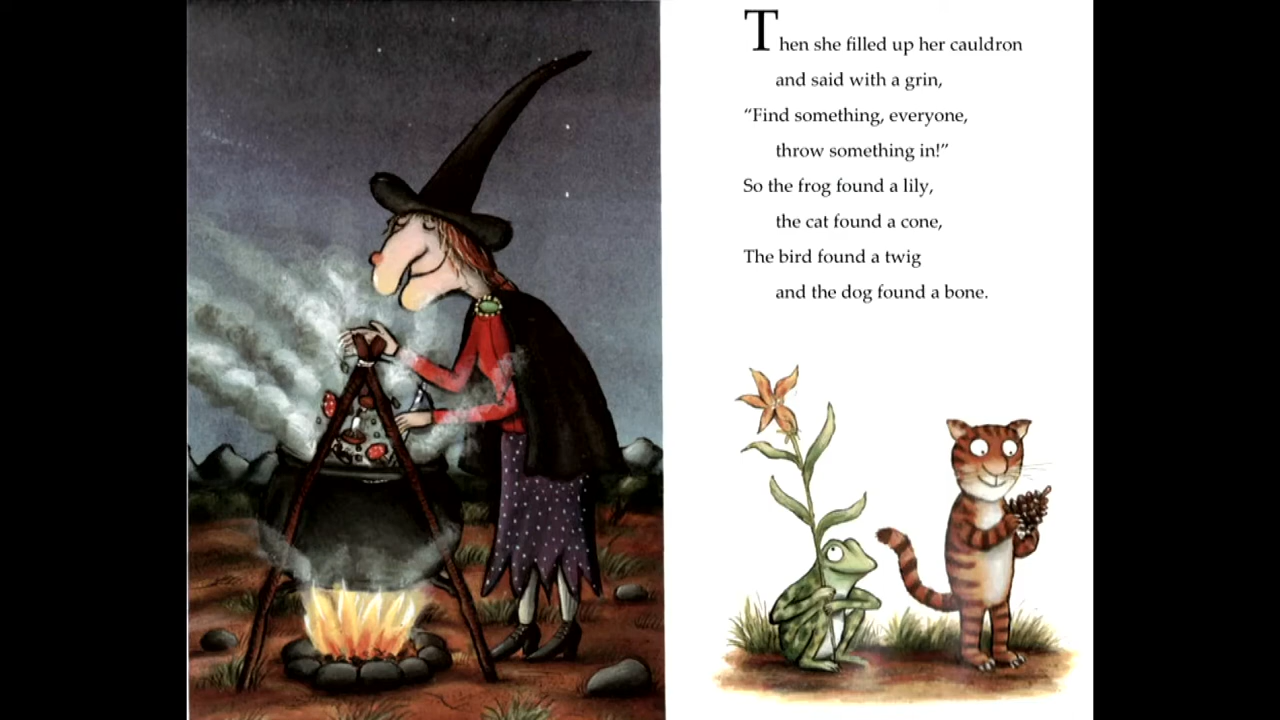 Then she filled up her cauldron
and said with a grin,
“Find something, everyone,
throw something in!”
So the frog found a lily,
the cat found a cone,
The bird found a twig
and the dog found a bone.